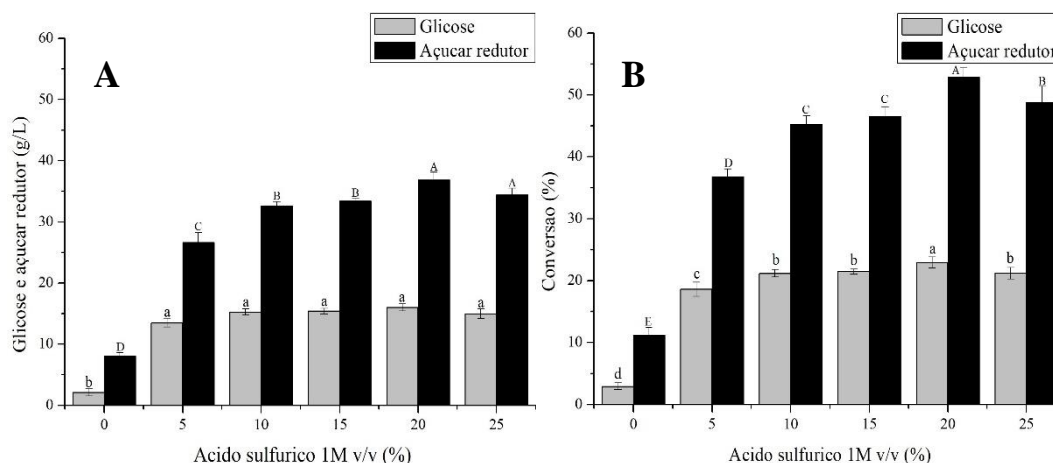 60
50
40
30
20
10
0
Glicose e açucar redutor (g/L)
A
Glicose
Açucar redutor
b
D
a
C
a
B
a
B
a
A
a
A
0 5 10 15 20 25
Acido sulfurico 1M v/v (%)
60
50
40
30
20
10
0
Conversao (%)
B
Glicose
Açucar redutor
d
E
c
D
b
C
b
C
a
A
b
B
0 5 10 15 20 25
Acido sulfurico 1M v/v (%)